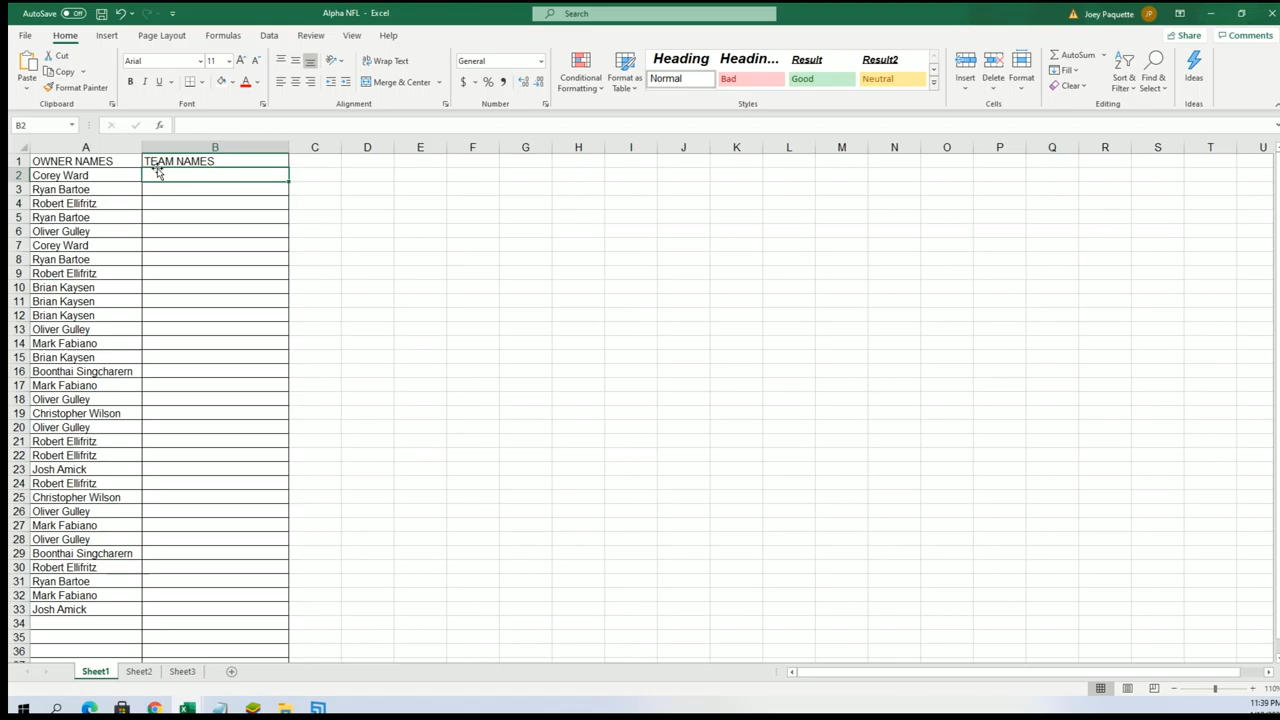 AutoSave Off Alpha NFL - Excel Search Joey Paquette JP
File Home Insert Page Layout Formulas Data Review View Help Share Comments
Cut Copy Format Painter Paste Clipboard
Arial 11 A A B I U A Font
Wrap Text Merge & Center Alignment
General $ % Number
Conditional Formatting Format as Table
Heading Headin... Result Result2
Normal Bad Good Neutral
Styles
Insert Delete Format Cells
AutoSum Fill Clear Sort & Filter Find & Select Editing
Ideas Ideas
B2 fx
A B C D E F G H I J K L M N O P Q R S T U
1 OWNER NAMES TEAM NAMES
2 Corey Ward
3 Ryan Bartoe
4 Robert Ellifritz
5 Ryan Bartoe
6 Oliver Gulley
7 Corey Ward
8 Ryan Bartoe
9 Robert Ellifritz
10 Brian Kaysen
11 Brian Kaysen
12 Brian Kaysen
13 Oliver Gulley
14 Mark Fabiano
15 Brian Kaysen
16 Boonthai Singcharern
17 Mark Fabiano
18 Oliver Gulley
19 Christopher Wilson
20 Oliver Gulley
21 Robert Ellifritz
22 Robert Ellifritz
23 Josh Amick
24 Robert Ellifritz
25 Christopher Wilson
26 Oliver Gulley
27 Mark Fabiano
28 Oliver Gulley
29 Boonthai Singcharern
30 Robert Ellifritz
31 Ryan Bartoe
32 Mark Fabiano
33 Josh Amick
34
35
36
Sheet1 Sheet2 Sheet3
110%
11:39 PM